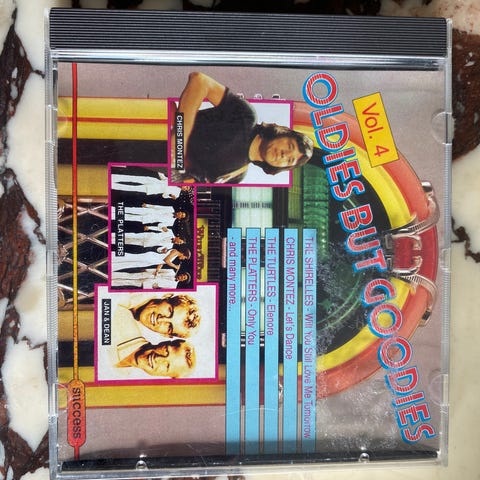 OLDIES BUT GOODIES
Vol. 4
CHRIS MONTEZ
THE SHIRELLES - Will You Still Love Me Tomorrow
CHRIS MONTEZ - Let's Dance
THE TURTLES - Elenore
THE PLATTERS - Only You
- and many more...
THE PLATTERS
JAN & DEAN
success